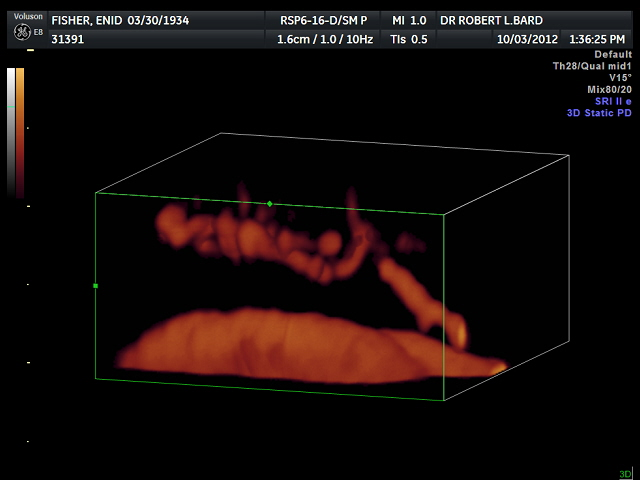 Voluson
E8
FISHER, ENID 03/30/1934
RSP6-16-D/SM P
MI 1.0
DR ROBERT L.BARD
31391
1.6cm / 1.0 / 10Hz
TIs 0.5
10/03/2012
1:36:25 PM
Default
Th28/Qual mid1
V15°
Mix80/20
SRI II e
3D Static PD
3D